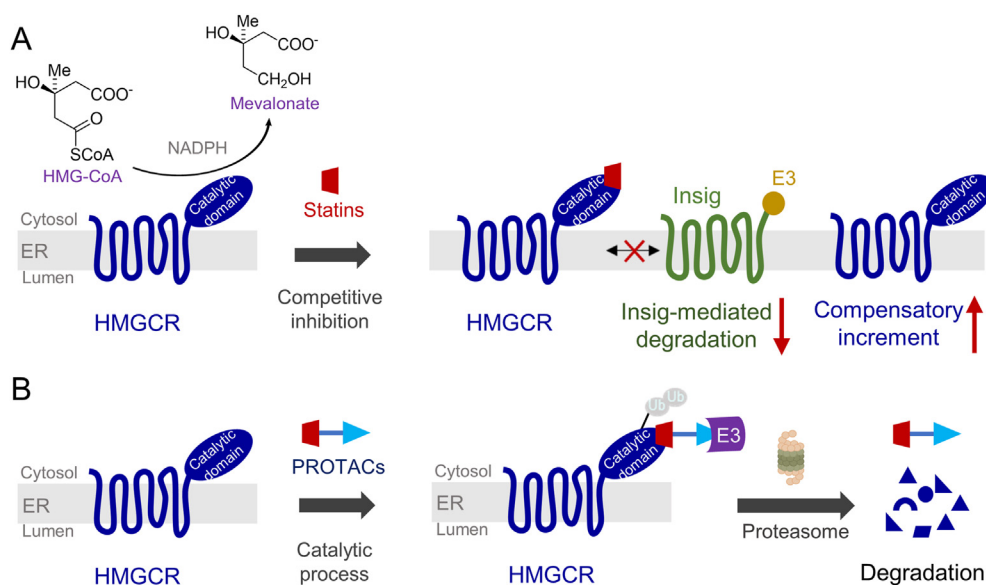 A
Me
HO
COO-
O
SCoA
HMG-CoA
NADPH
Me
HO
COO-
CH2OH
Mevalonate
Cytosol
ER
Lumen
Catalytic
domain
HMGCR
Statins
Competitive
inhibition
Catalytic
domain
HMGCR
Insig
E3
Insig-mediated
degradation
Catalytic
domain
Compensatory
increment
B
Cytosol
ER
Lumen
Catalytic
domain
HMGCR
PROTACs
Catalytic
process
Cytosol
ER
Lumen
Ub
Ub
Catalytic
domain
E3
HMGCR
Proteasome
Degradation